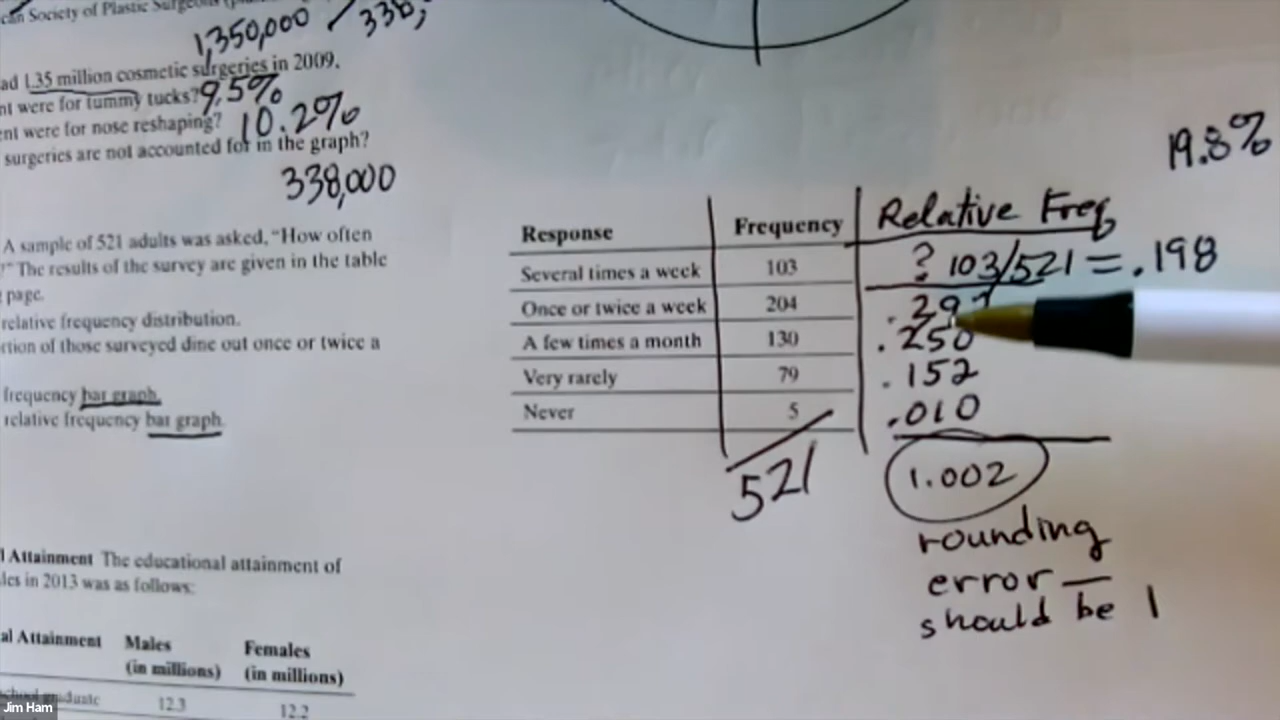 can Society of Plastic Surgeons
1,350,000
ad 1.35 million cosmetic surgeries in 2009.
nt were for tummy tucks? 9.5%
ent were for nose reshaping? 10.2%
surgeries are not accounted for in the graph?
338,000
19.8%
A sample of 521 adults was asked, "How often
?" The results of the survey are given in the table
page.
relative frequency distribution.
rtion of those surveyed dine out once or twice a
frequency bar graph.
relative frequency bar graph.
Response Frequency Relative Freq
Several times a week 103 ? 103/521 = .198
Once or twice a week 204
A few times a month 130 .250
Very rarely 79 .152
Never 5 .010
521 1.002
rounding
error —
should be 1
l Attainment The educational attainment of
les in 2013 was as follows:
al Attainment Males Females
(in millions) (in millions)
school graduate 12.3 12.2
Jim Ham